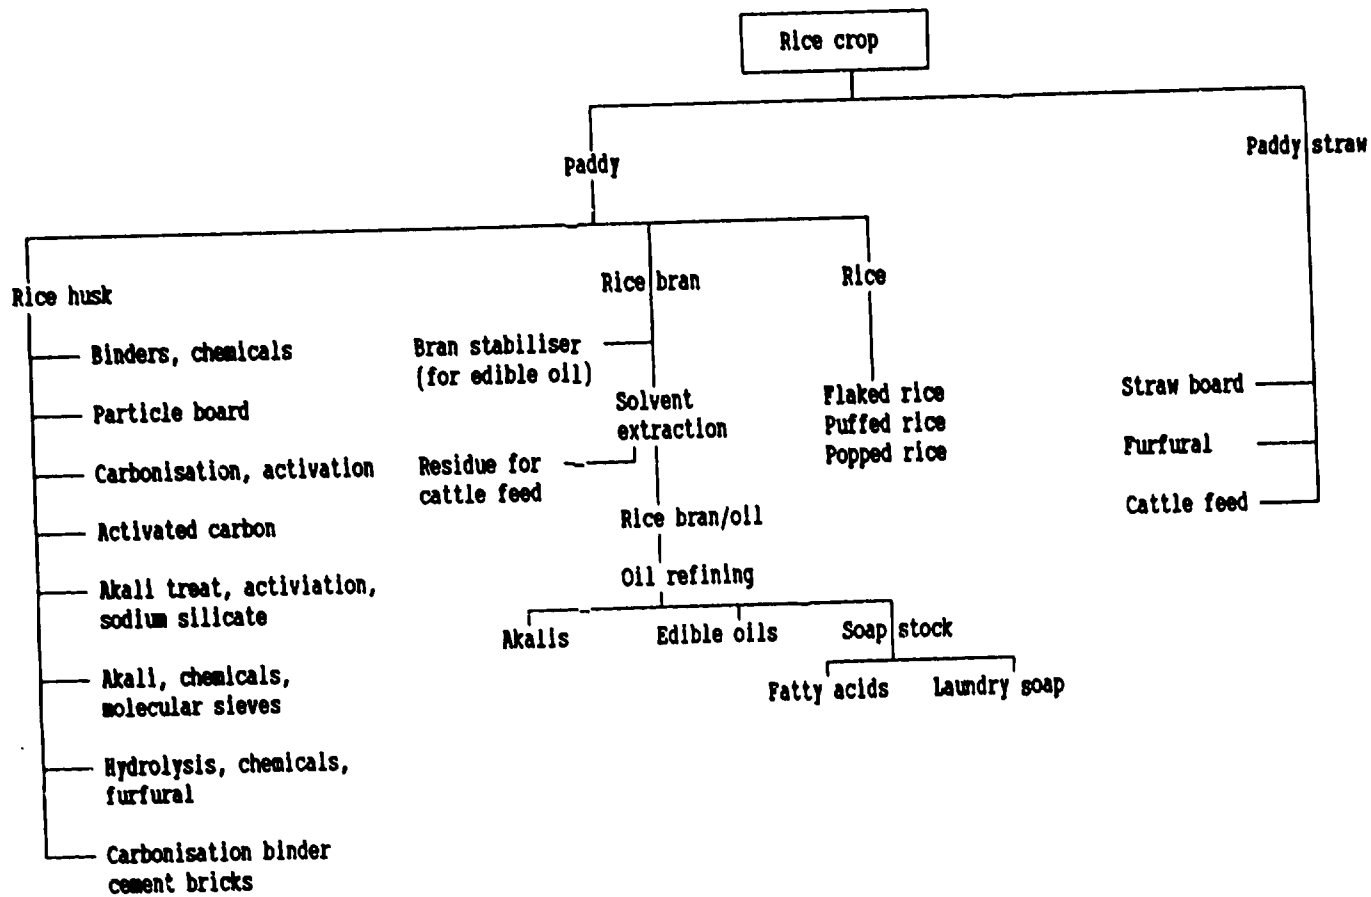 Rice crop
Paddy
Paddy straw
Rice husk
Rice bran
Rice
Binders, chemicals
Particle board
Carbonisation, activation
Activated carbon
Akali treat, activiation,
sodium silicate
Akali, chemicals,
molecular sieves
Hydrolysis, chemicals,
furfural
Carbonisation binder
cement bricks
Bran stabiliser
(for edible oil)
Solvent
extraction
Residue for
cattle feed
Rice bran/oil
Oil refining
Akalis
Edible oils
Soap stock
Fatty acids
Laundry soap
Flaked rice
Puffed rice
Popped rice
Straw board
Furfural
Cattle feed